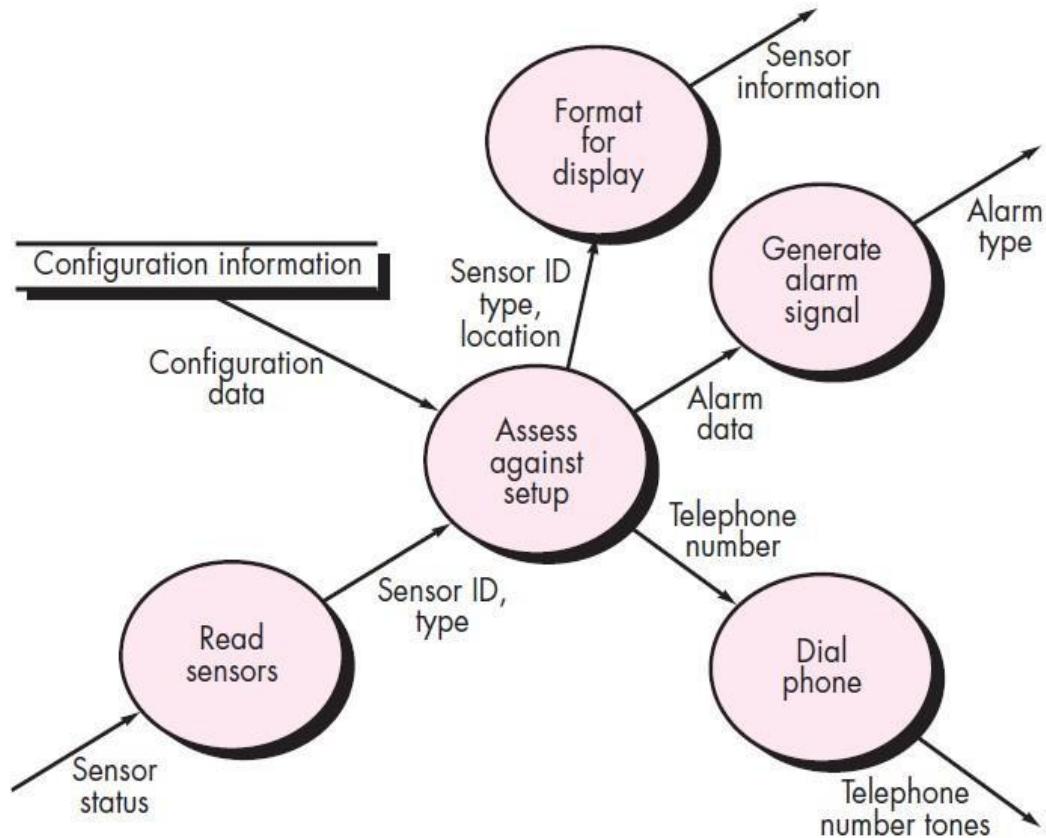 Format
for
display
Sensor
information
Generate
alarm
signal
Alarm
type
Configuration information
Sensor ID
type,
location
Configuration
data
Alarm
data
Assess
against
setup
Telephone
number
Sensor ID,
type
Read
sensors
Dial
phone
Sensor
status
Telephone
number tones